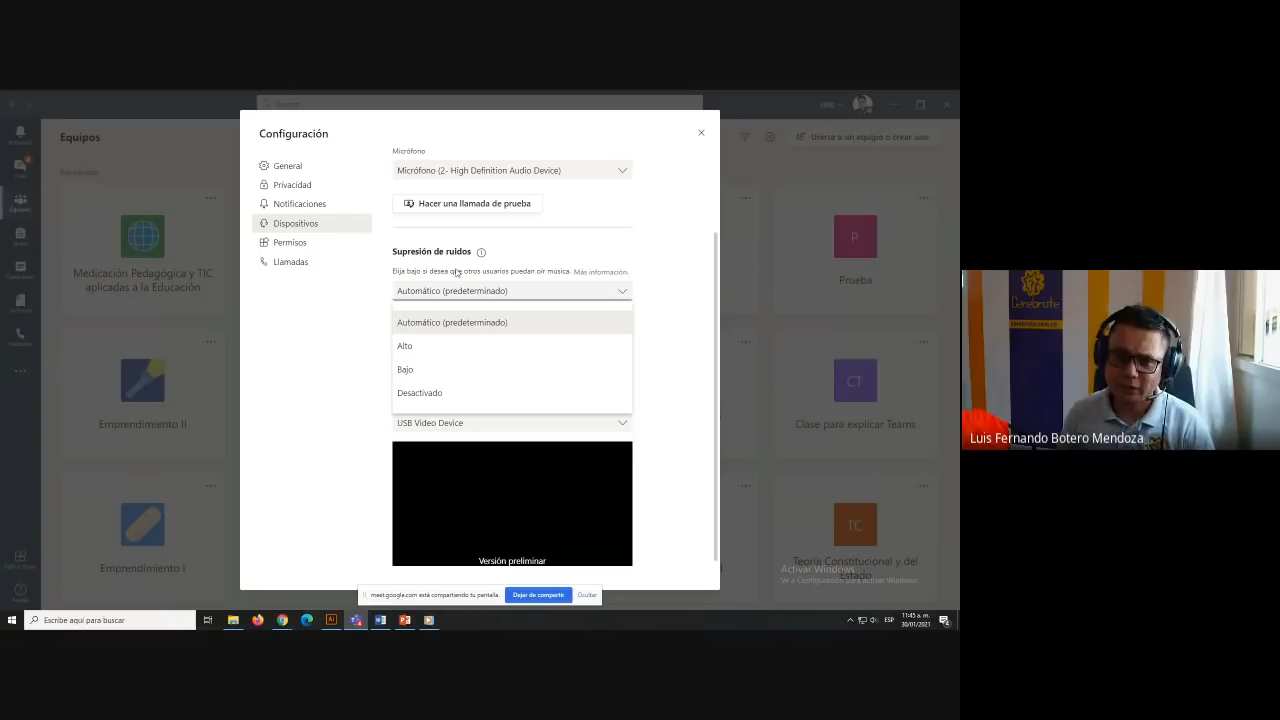 Equipos
Unirse a un equipo o crear uno
Configuración
General
Privacidad
Notificaciones
Dispositivos
Permisos
Llamadas
Micrófono
Micrófono (2- High Definition Audio Device)
Hacer una llamada de prueba
Supresión de ruidos
Elija bajo si desea que otros usuarios puedan oír música. Más información.
Automático (predeterminado)
Automático (predeterminado)
Alto
Bajo
Desactivado
USB Video Device
Versión preliminar
Medicación Pedagógica y TIC
aplicadas a la Educación
P
Prueba
Emprendimiento II
CT
Clase para explicar Teams
Emprendimiento I
TC
Teoría Constitucional y del
Estado
Activar Windows
Ve a Configuración para activar Windows.
meet.google.com está compartiendo tu pantalla.
Dejar de compartir
Ocultar
Escribe aquí para buscar
ESP
11:45 a. m.
30/01/2021
Cerebrate
Luis Fernando Botero Mendoza